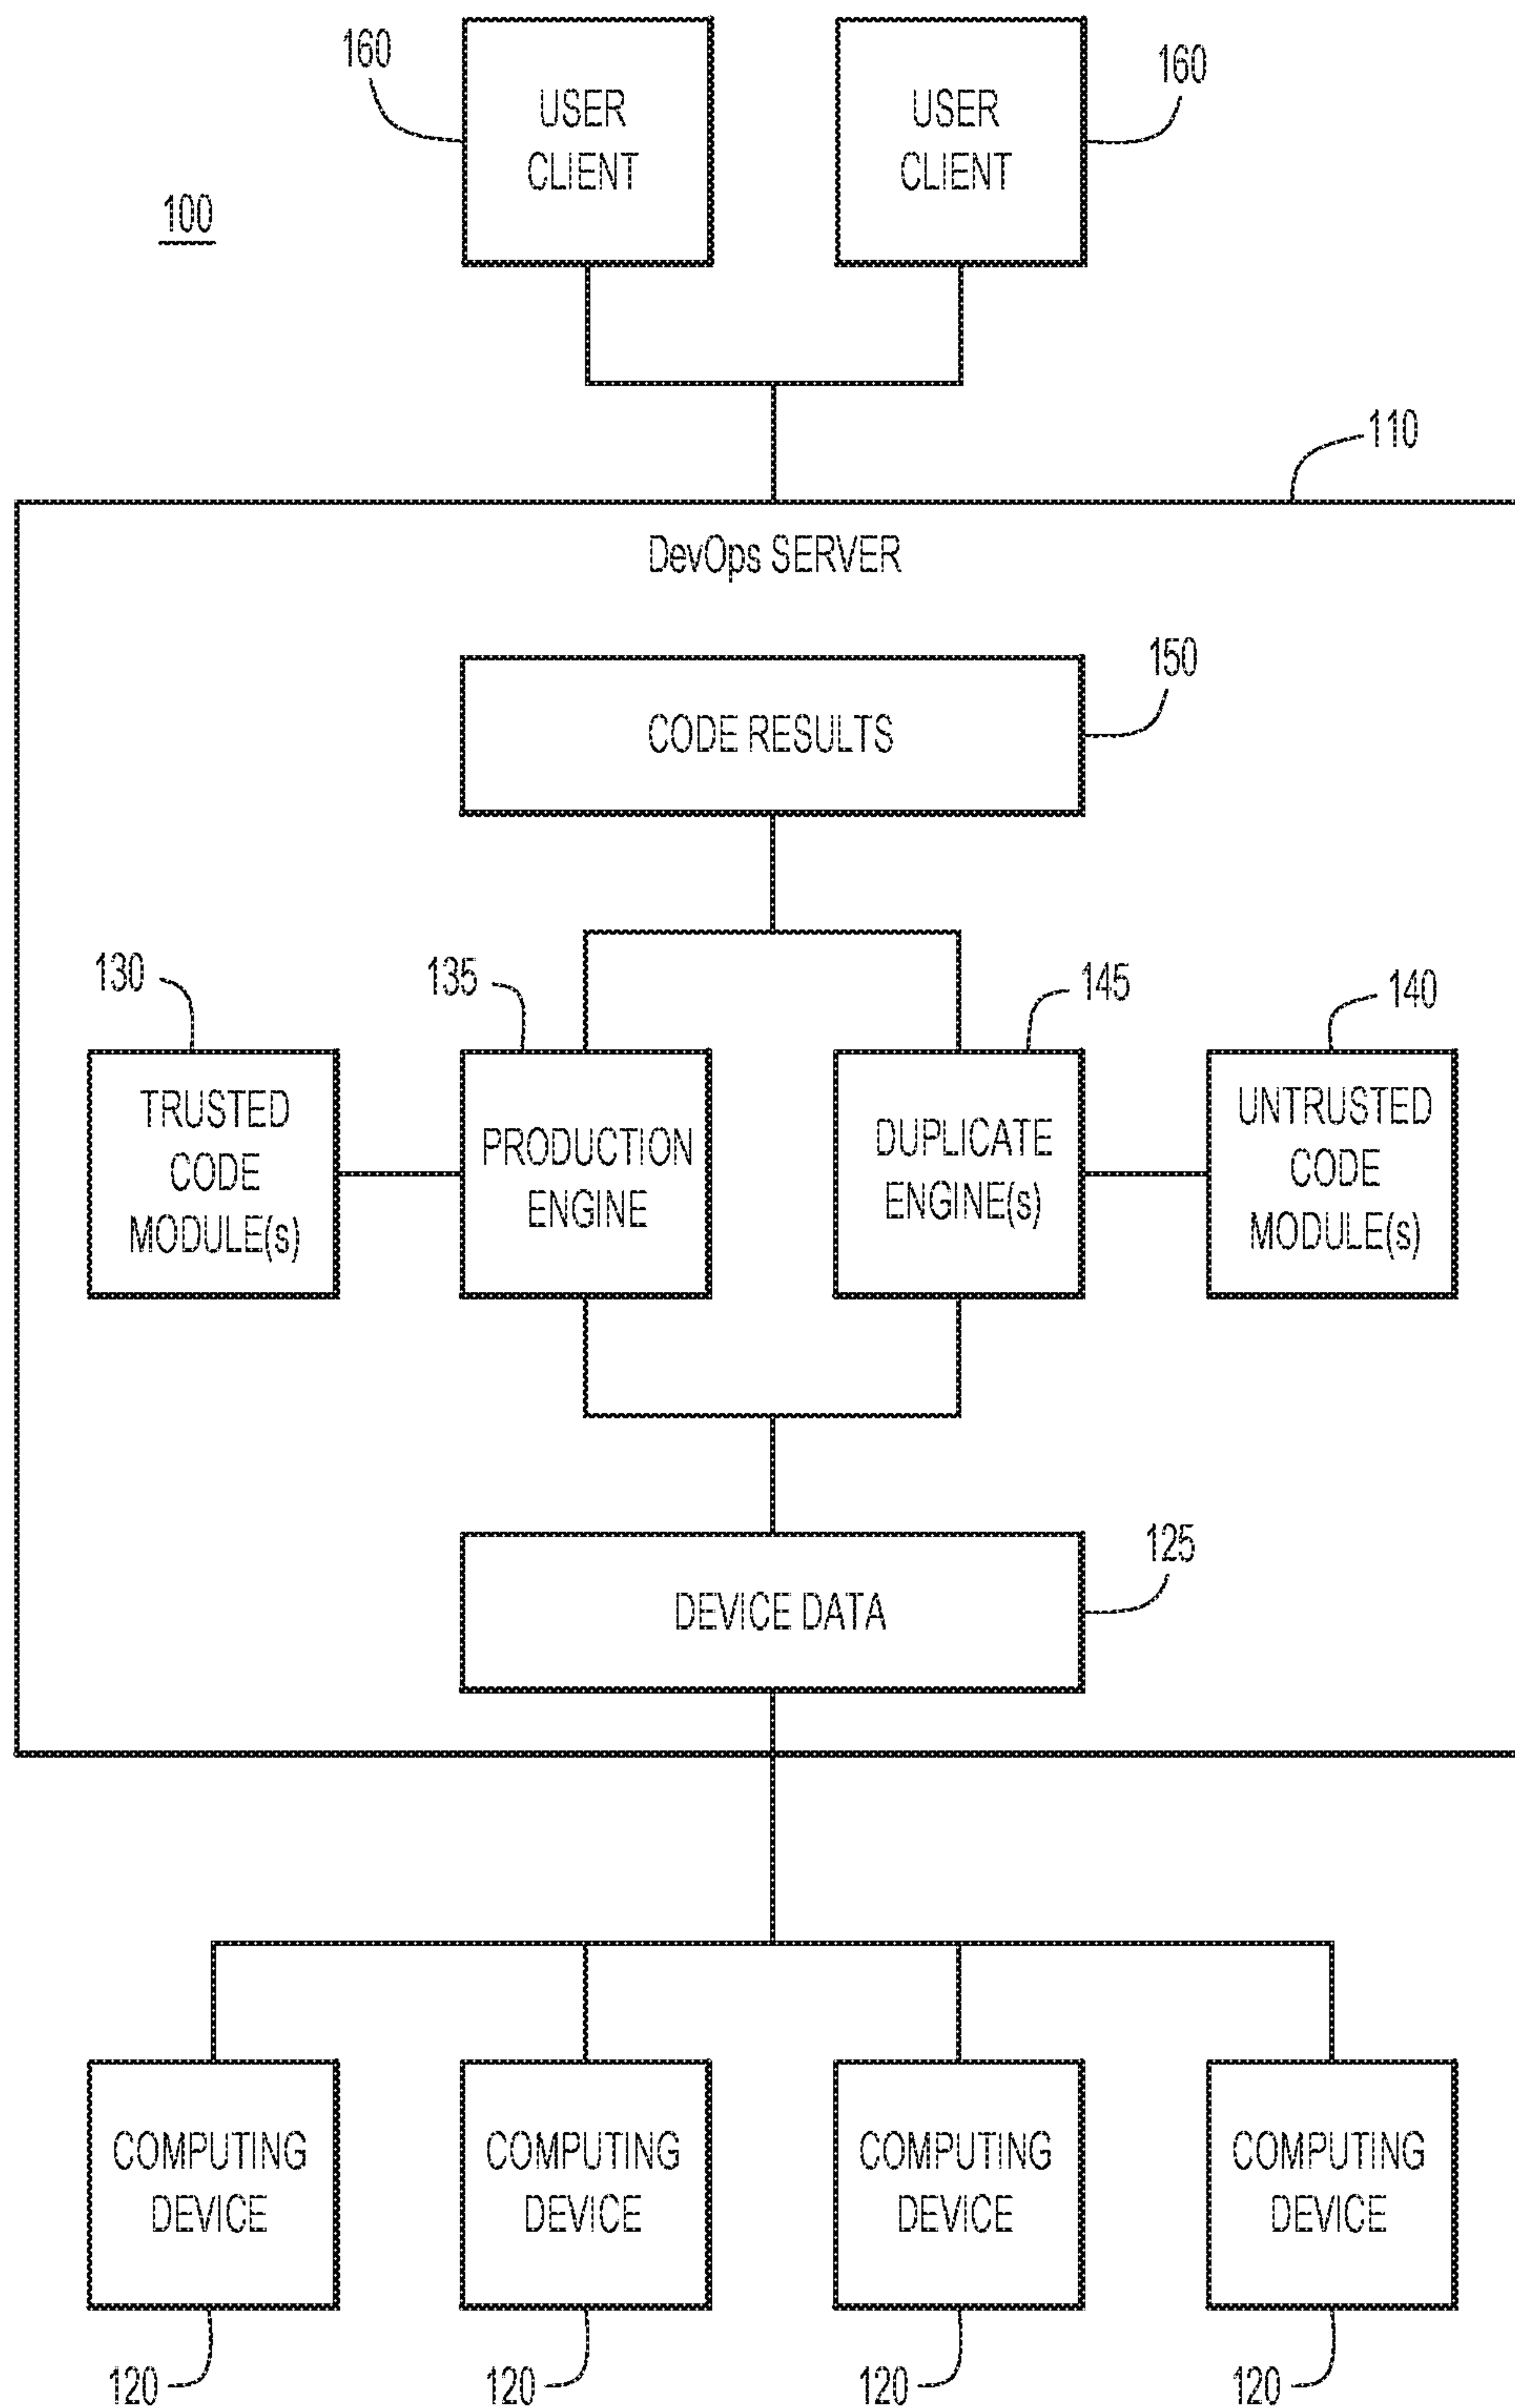 160
USER
CLIENT
USER
CLIENT
160
100
110
DevOps SERVER
150
CODE RESULTS
130
135
145
140
TRUSTED
CODE
MODULE(s)
PRODUCTION
ENGINE
DUPLICATE
ENGINE(s)
UNTRUSTED
CODE
MODULE(s)
125
DEVICE DATA
COMPUTING
DEVICE
COMPUTING
DEVICE
COMPUTING
DEVICE
COMPUTING
DEVICE
120
120
120
120